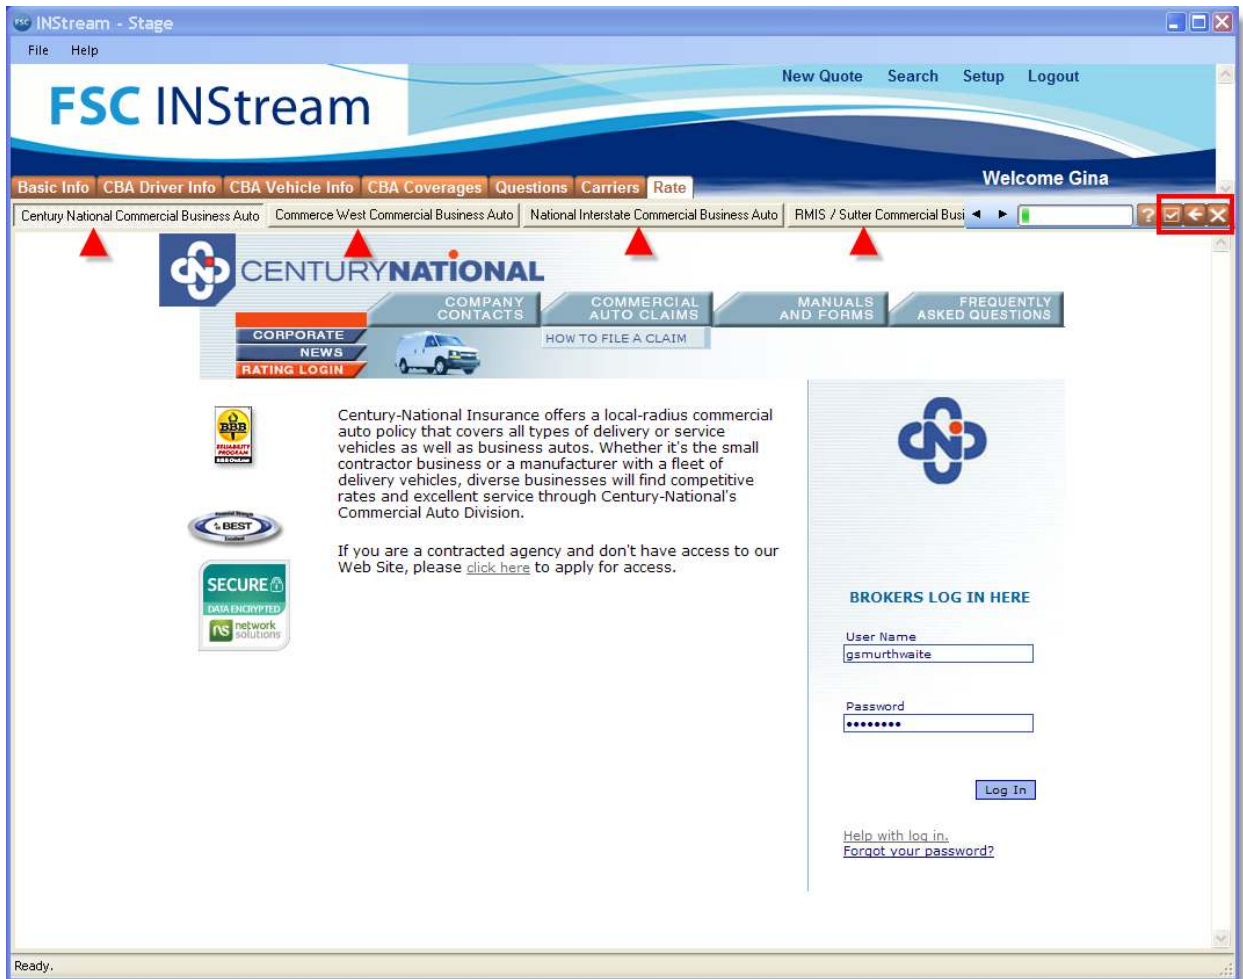 INStream - Stage
File Help
New Quote Search Setup Logout
FSC INStream
Welcome Gina
Basic Info CBA Driver Info CBA Vehicle Info CBA Coverages Questions Carriers Rate
Century National Commercial Business Auto Commerce West Commercial Business Auto National Interstate Commercial Business Auto RMIS / Sutter Commercial Busi
?
CENTURYNATIONAL
COMPANY CONTACTS
COMMERCIAL AUTO CLAIMS
MANUALS AND FORMS
FREQUENTLY ASKED QUESTIONS
HOW TO FILE A CLAIM
CORPORATE
NEWS
RATING LOGIN
BBB
RELIABILITY
PROGRAM
BEST
SECURE
DATA ENCRYPTED
ns network
solutions
Century-National Insurance offers a local-radius commercial
auto policy that covers all types of delivery or service
vehicles as well as business autos. Whether it's the small
contractor business or a manufacturer with a fleet of
delivery vehicles, diverse businesses will find competitive
rates and excellent service through Century-National's
Commercial Auto Division.
If you are a contracted agency and don't have access to our
Web Site, please click here to apply for access.
BROKERS LOG IN HERE
User Name
gsmurthwaite
Password
••••••••
Log In
Help with log in.
Forgot your password?
Ready.